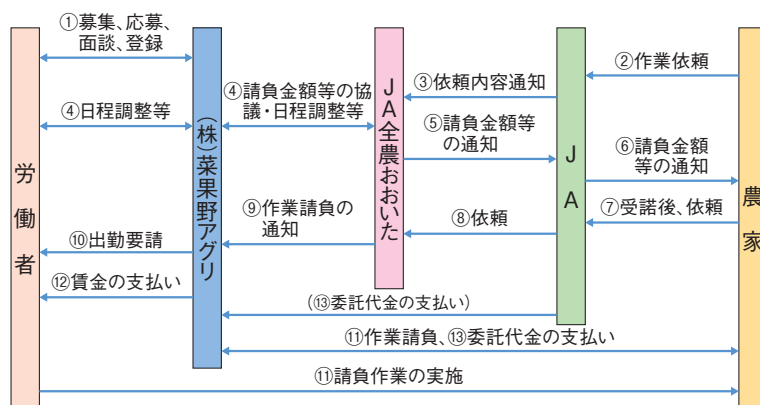 ①募集、応募、
面談、登録
②作業依頼
③依頼内容通知
④日程調整等
④請負金額等の協
議・日程調整等
⑤請負金額等
の通知
⑥請負金額
等の通知
⑦受諾後、依頼
⑧依頼
⑨作業請負の
通知
⑩出勤要請
⑫賃金の支払い
(⑬委託代金の支払い)
⑪作業請負、⑬委託代金の支払い
⑪請負作業の実施
労働者
(株)菜果野アグリ
JA全農おおいた
JA
農家